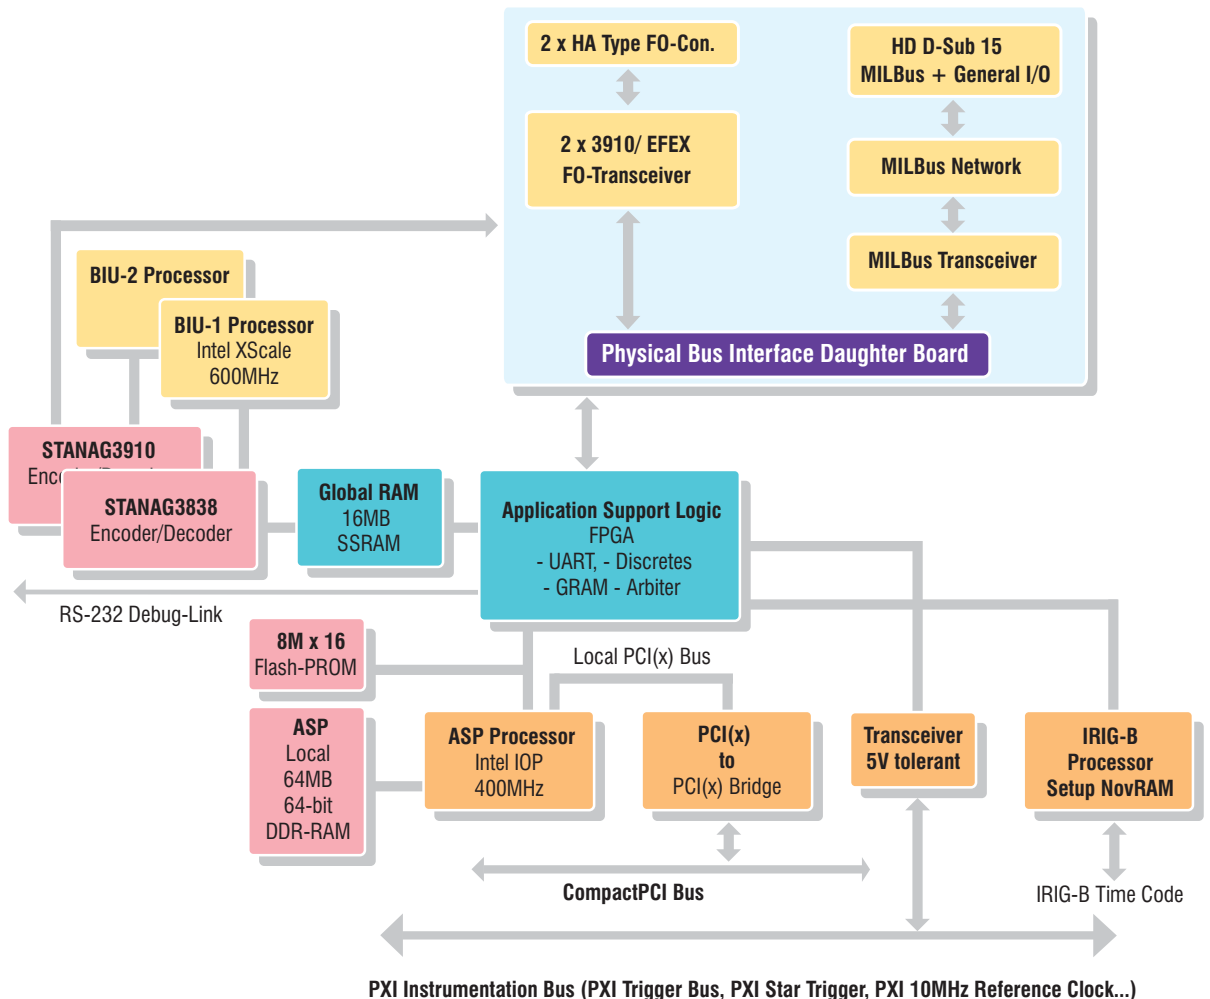 2 x HA Type FO-Con.
HD D-Sub 15
MILBus + General I/O
2 x 3910/ EFEX
FO-Transceiver
MILBus Network
MILBus Transceiver
Physical Bus Interface Daughter Board
BIU-2 Processor
BIU-1 Processor
Intel XScale
600MHz
STANAG3910
STANAG3838
Encoder/Decoder
Global RAM
16MB
SSRAM
Application Support Logic
FPGA
- UART, - Discretes
- GRAM - Arbiter
RS-232 Debug-Link
8M x 16
Flash-PROM
Local PCI(x) Bus
ASP
Local
64MB
64-bit
DDR-RAM
ASP Processor
Intel IOP
400MHz
PCI(x)
to
PCI(x) Bridge
Transceiver
5V tolerant
IRIG-B
Processor
Setup NovRAM
CompactPCI Bus
IRIG-B Time Code
PXI Instrumentation Bus (PXI Trigger Bus, PXI Star Trigger, PXI 10MHz Reference Clock...)